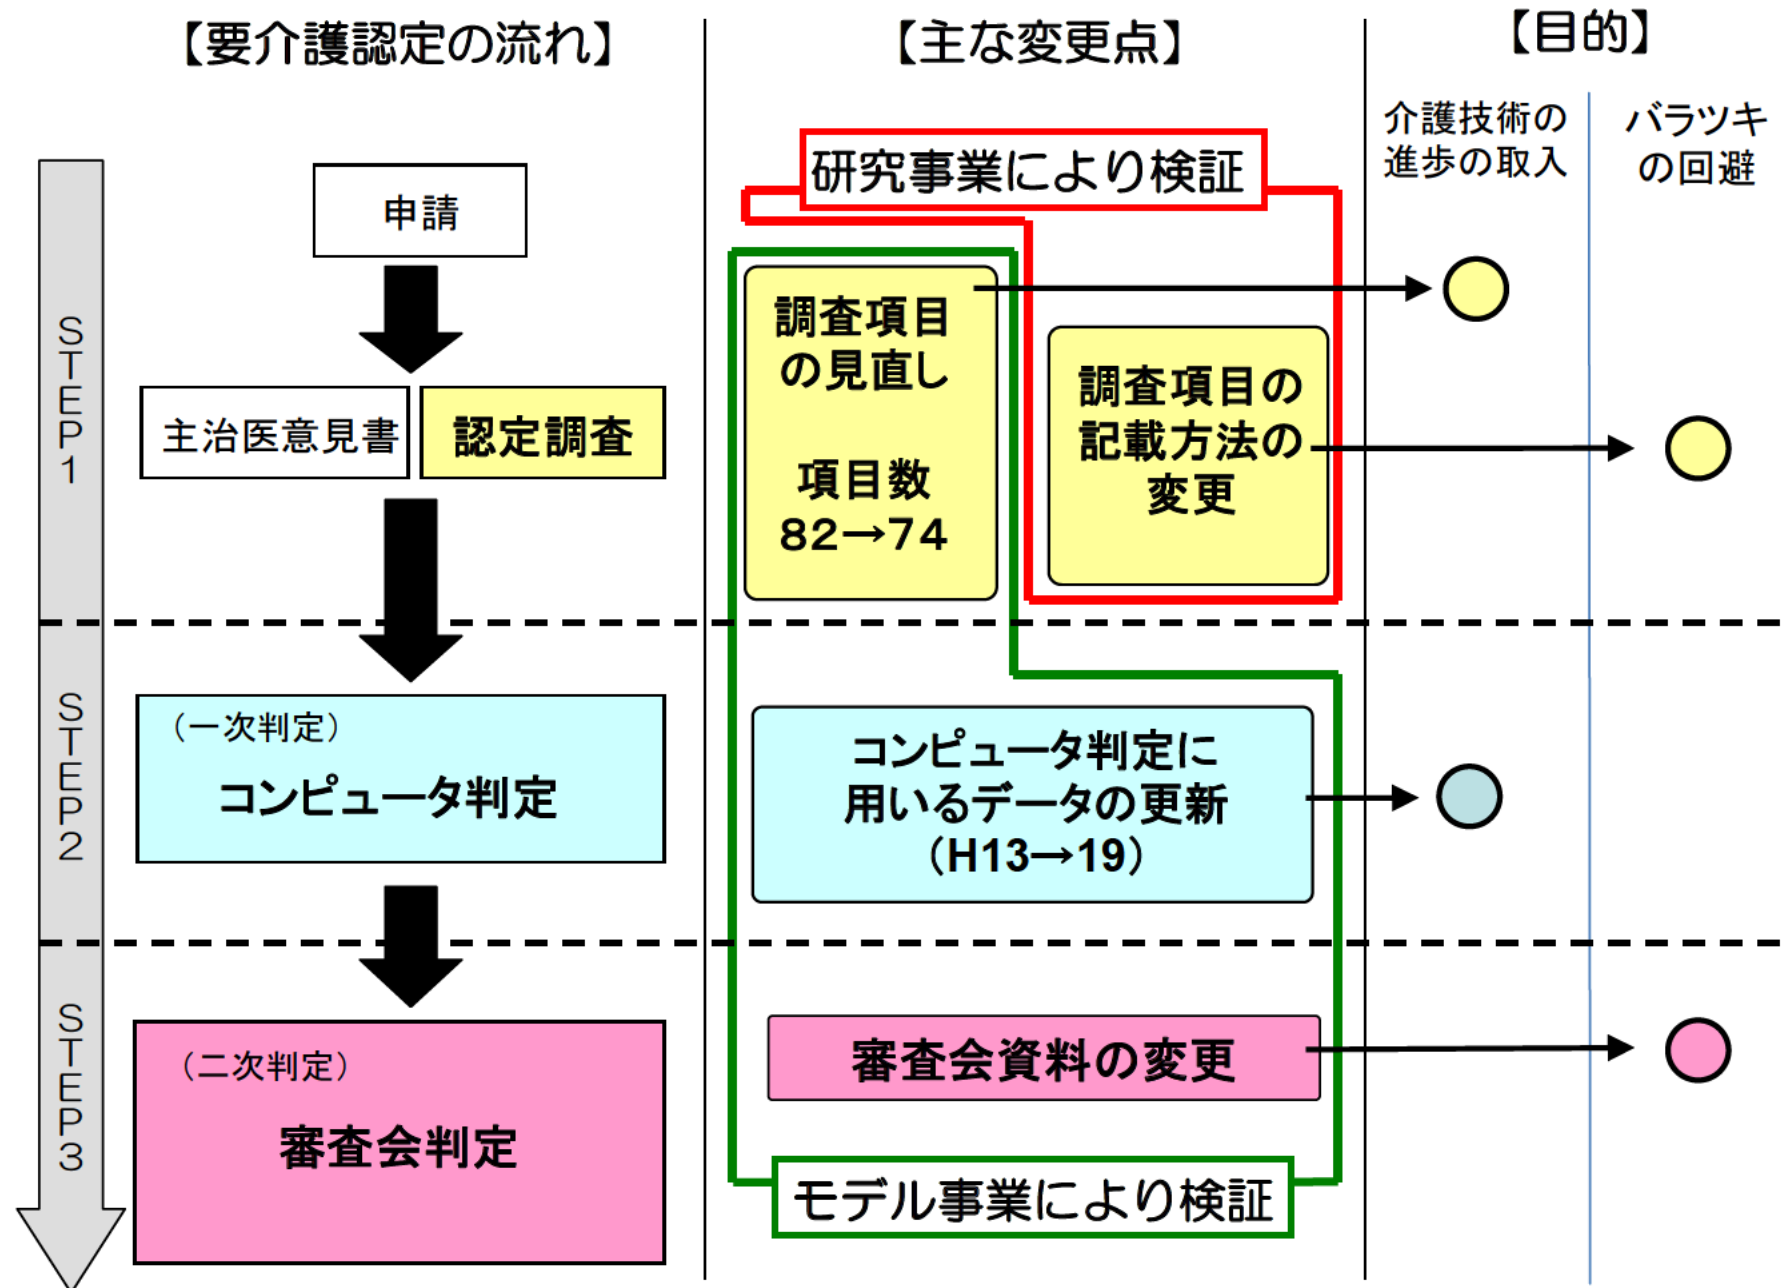 【要介護認定の流れ】
【主な変更点】
【目的】
介護技術の
進歩の取入
バラツキ
の回避
STEP1
申請
主治医意見書
認定調査
研究事業により検証
調査項目
の見直し
項目数
82→74
調査項目の
記載方法の
変更
STEP2
（一次判定）
コンピュータ判定
コンピュータ判定に
用いるデータの更新
（H13→19）
STEP3
（二次判定）
審査会判定
審査会資料の変更
モデル事業により検証